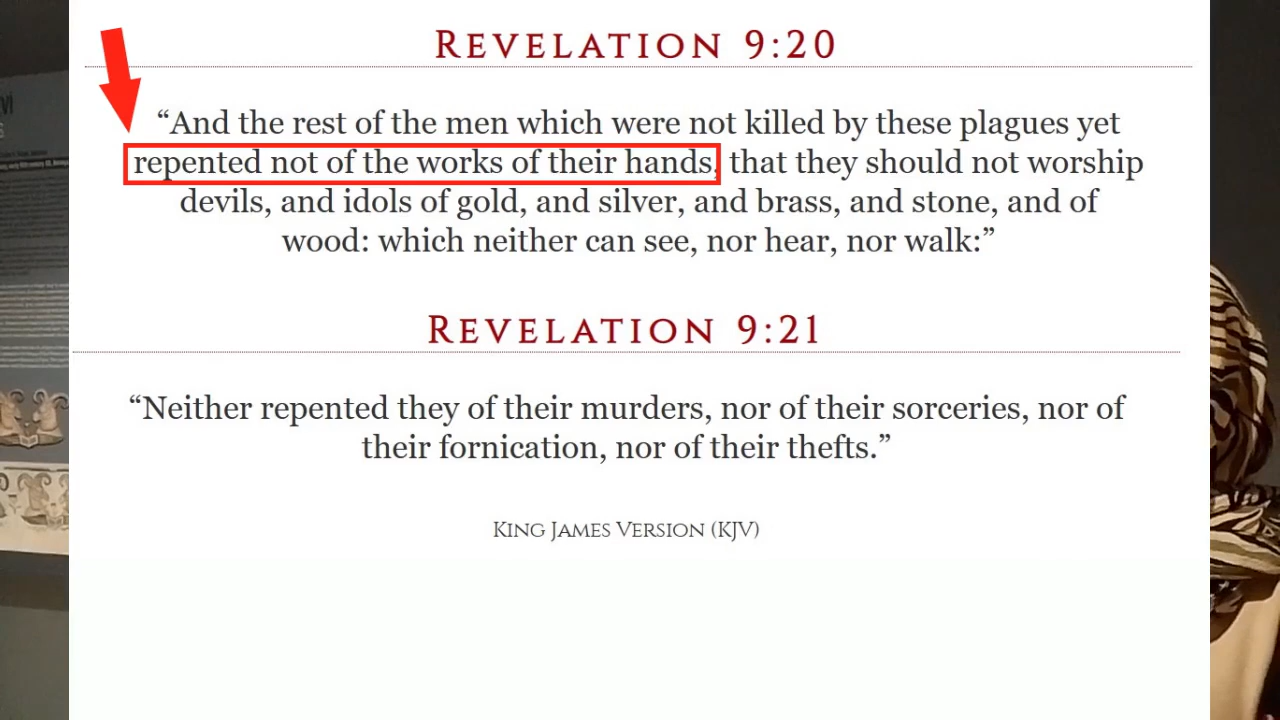 REVELATION 9:20
“And the rest of the men which were not killed by these plagues yet
repented not of the works of their hands, that they should not worship
devils, and idols of gold, and silver, and brass, and stone, and of
wood: which neither can see, nor hear, nor walk:”
REVELATION 9:21
“Neither repented they of their murders, nor of their sorceries, nor of
their fornication, nor of their thefts.”
KING JAMES VERSION (KJV)